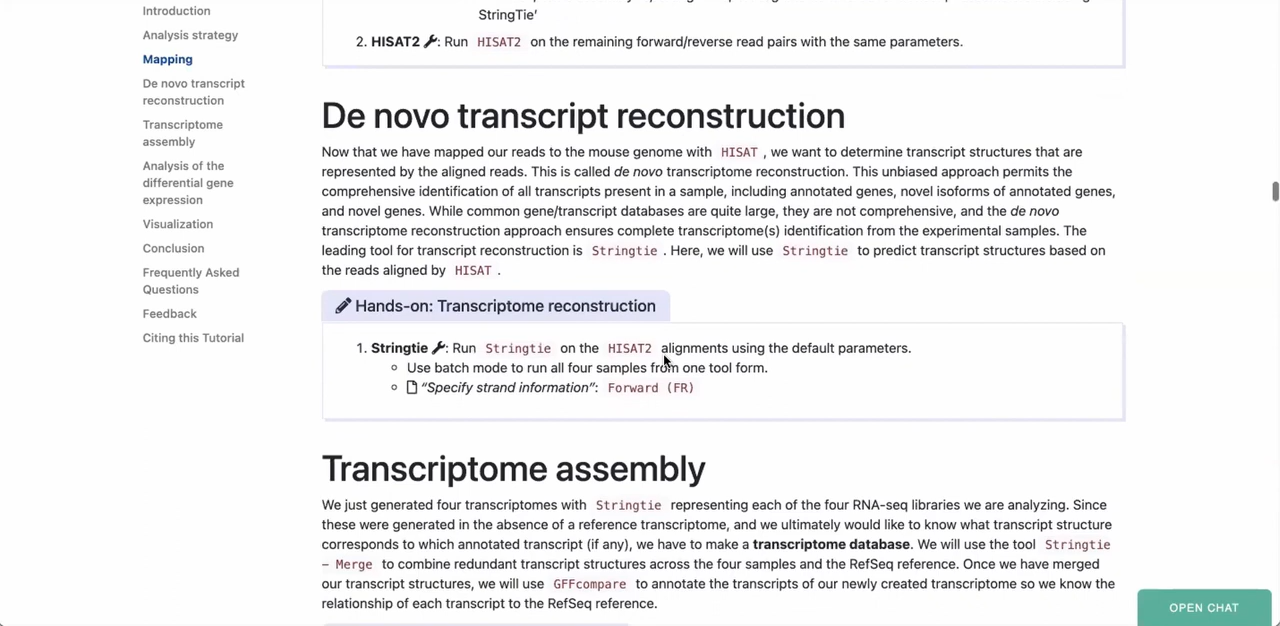 Introduction
Analysis strategy
Mapping
De novo transcript
reconstruction
Transcriptome
assembly
Analysis of the
differential gene
expression
Visualization
Conclusion
Frequently Asked
Questions
Feedback
Citing this Tutorial
StringTie'
2. HISAT2 : Run HISAT2 on the remaining forward/reverse read pairs with the same parameters.
De novo transcript reconstruction
Now that we have mapped our reads to the mouse genome with HISAT , we want to determine transcript structures that are
represented by the aligned reads. This is called de novo transcriptome reconstruction. This unbiased approach permits the
comprehensive identification of all transcripts present in a sample, including annotated genes, novel isoforms of annotated genes,
and novel genes. While common gene/transcript databases are quite large, they are not comprehensive, and the de novo
transcriptome reconstruction approach ensures complete transcriptome(s) identification from the experimental samples. The
leading tool for transcript reconstruction is Stringtie . Here, we will use Stringtie to predict transcript structures based on
the reads aligned by HISAT .
Hands-on: Transcriptome reconstruction
1. Stringtie : Run Stringtie on the HISAT2 alignments using the default parameters.
Use batch mode to run all four samples from one tool form.
“Specify strand information”: Forward (FR)
Transcriptome assembly
We just generated four transcriptomes with Stringtie representing each of the four RNA-seq libraries we are analyzing. Since
these were generated in the absence of a reference transcriptome, and we ultimately would like to know what transcript structure
corresponds to which annotated transcript (if any), we have to make a transcriptome database. We will use the tool Stringtie
– Merge to combine redundant transcript structures across the four samples and the RefSeq reference. Once we have merged
our transcript structures, we will use GFFcompare to annotate the transcripts of our newly created transcriptome so we know the
relationship of each transcript to the RefSeq reference.
OPEN CHAT